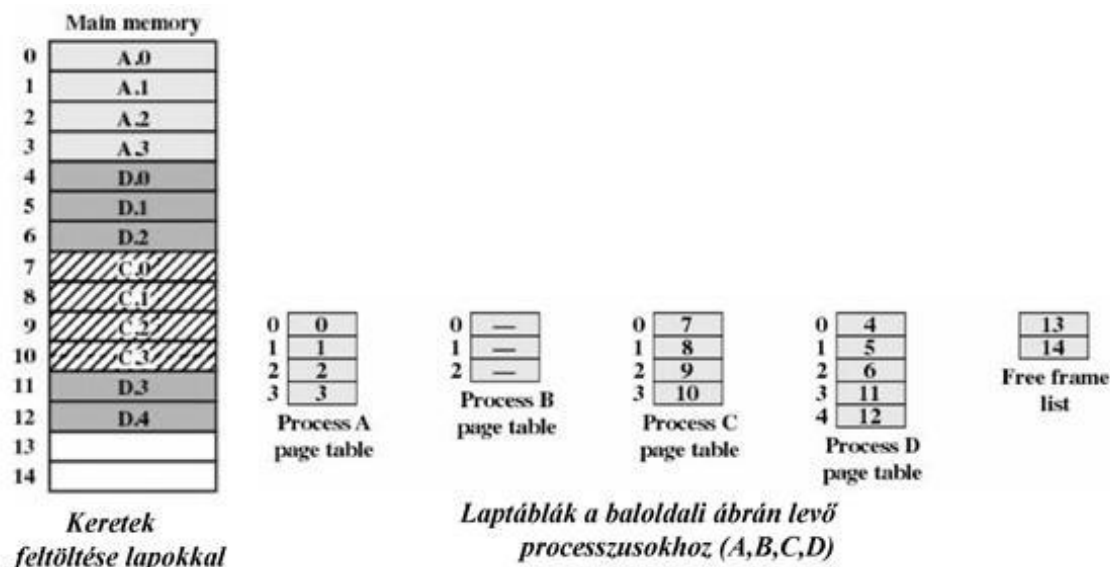 Main memory
0 A.0
1 A.1
2 A.2
3 A.3
4 D.0
5 D.1
6 D.2
7 C.0
8 C.1
9 C.2
10 C.3
11 D.3
12 D.4
13
14
Keretek
feltöltése lapokkal
0 0
1 1
2 2
3 3
Process A
page table
0 —
1 —
2 —
Process B
page table
0 7
1 8
2 9
3 10
Process C
page table
0 4
1 5
2 6
3 11
4 12
Process D
page table
13
14
Free frame
list
Laptáblák a baloldali ábrán levő
processzusokhoz (A,B,C,D)